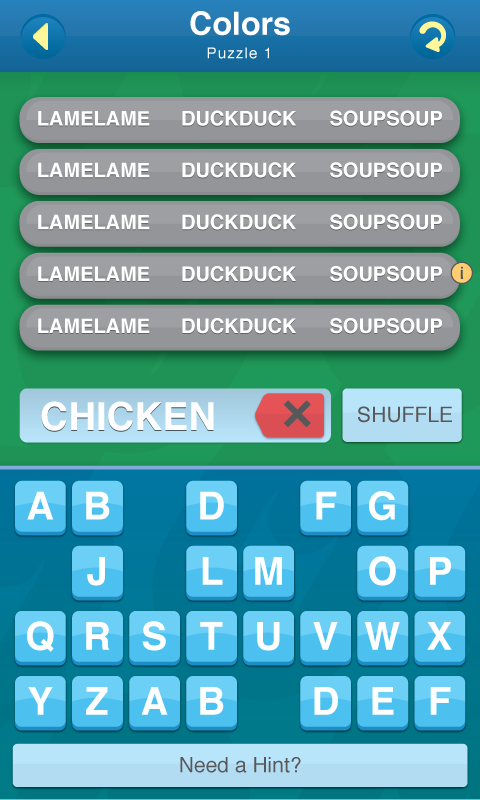 Colors
Puzzle 1
LAMELAME DUCKDUCK SOUPSOUP
LAMELAME DUCKDUCK SOUPSOUP
LAMELAME DUCKDUCK SOUPSOUP
LAMELAME DUCKDUCK SOUPSOUP i
LAMELAME DUCKDUCK SOUPSOUP
CHICKEN SHUFFLE
A B D F G
J L M O P
Q R S T U V W X
Y Z A B D E F
Need a Hint?